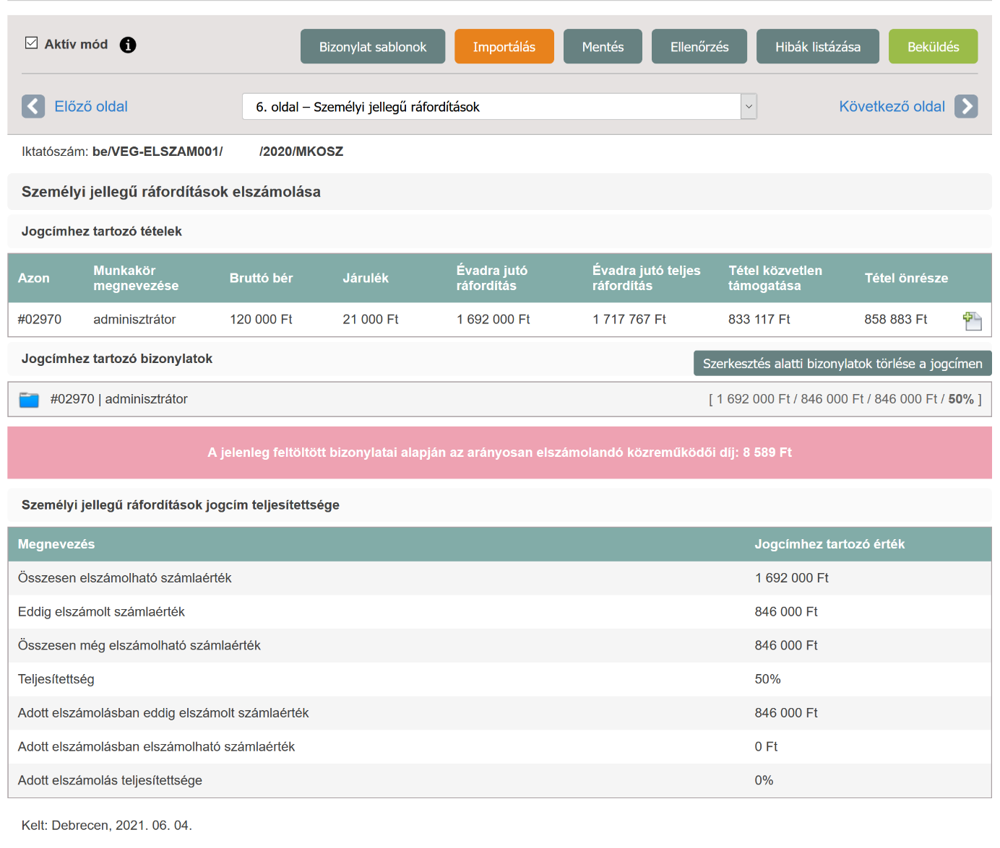 Aktív mód
Bizonylat sablonok
Importálás
Mentés
Ellenőrzés
Hibák listázása
Beküldés
Előző oldal
6. oldal – Személyi jellegű ráfordítások
Következő oldal
Iktatószám: be/VEG-ELSZAM001/ /2020/MKOSZ
Személyi jellegű ráfordítások elszámolása
Jogcímhez tartozó tételek
Azon
Munkakör megnevezése
Bruttó bér
Járulék
Évadra jutó ráfordítás
Évadra jutó teljes ráfordítás
Tétel közvetlen támogatása
Tétel önrésze
#02970 adminisztrátor 120 000 Ft 21 000 Ft 1 692 000 Ft 1 717 767 Ft 833 117 Ft 858 883 Ft
Jogcímhez tartozó bizonylatok
Szerkesztés alatti bizonylatok törlése a jogcímen
#02970 | adminisztrátor [ 1 692 000 Ft / 846 000 Ft / 846 000 Ft / 50% ]
A jelenleg feltöltött bizonylatai alapján az arányosan elszámolandó közreműködői díj: 8 589 Ft
Személyi jellegű ráfordítások jogcím teljesítettsége
Megnevezés Jogcímhez tartozó érték
Összesen elszámolható számlaérték 1 692 000 Ft
Eddig elszámolt számlaérték 846 000 Ft
Összesen még elszámolható számlaérték 846 000 Ft
Teljesítettség 50%
Adott elszámolásban eddig elszámolt számlaérték 846 000 Ft
Adott elszámolásban elszámolható számlaérték 0 Ft
Adott elszámolás teljesítettsége 0%
Kelt: Debrecen, 2021. 06. 04.